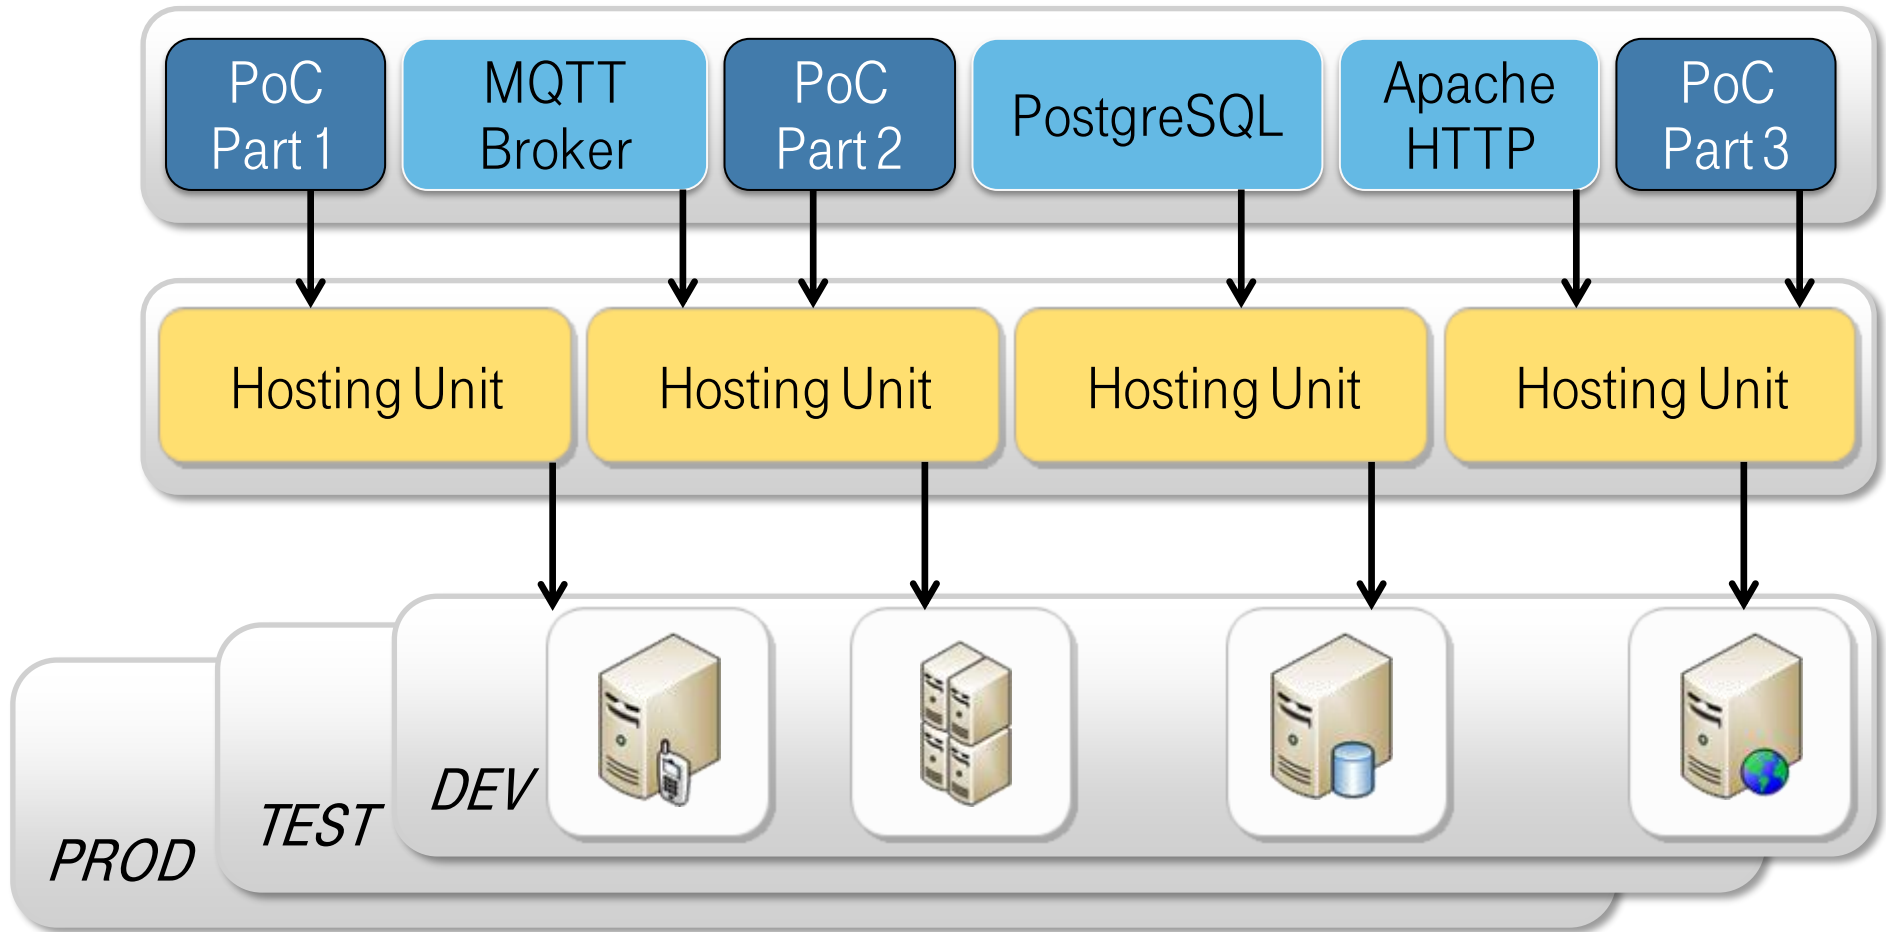 PoC
Part 1
MQTT
Broker
PoC
Part 2
PostgreSQL
Apache
HTTP
PoC
Part 3
Hosting Unit
Hosting Unit
Hosting Unit
Hosting Unit
DEV
TEST
PROD